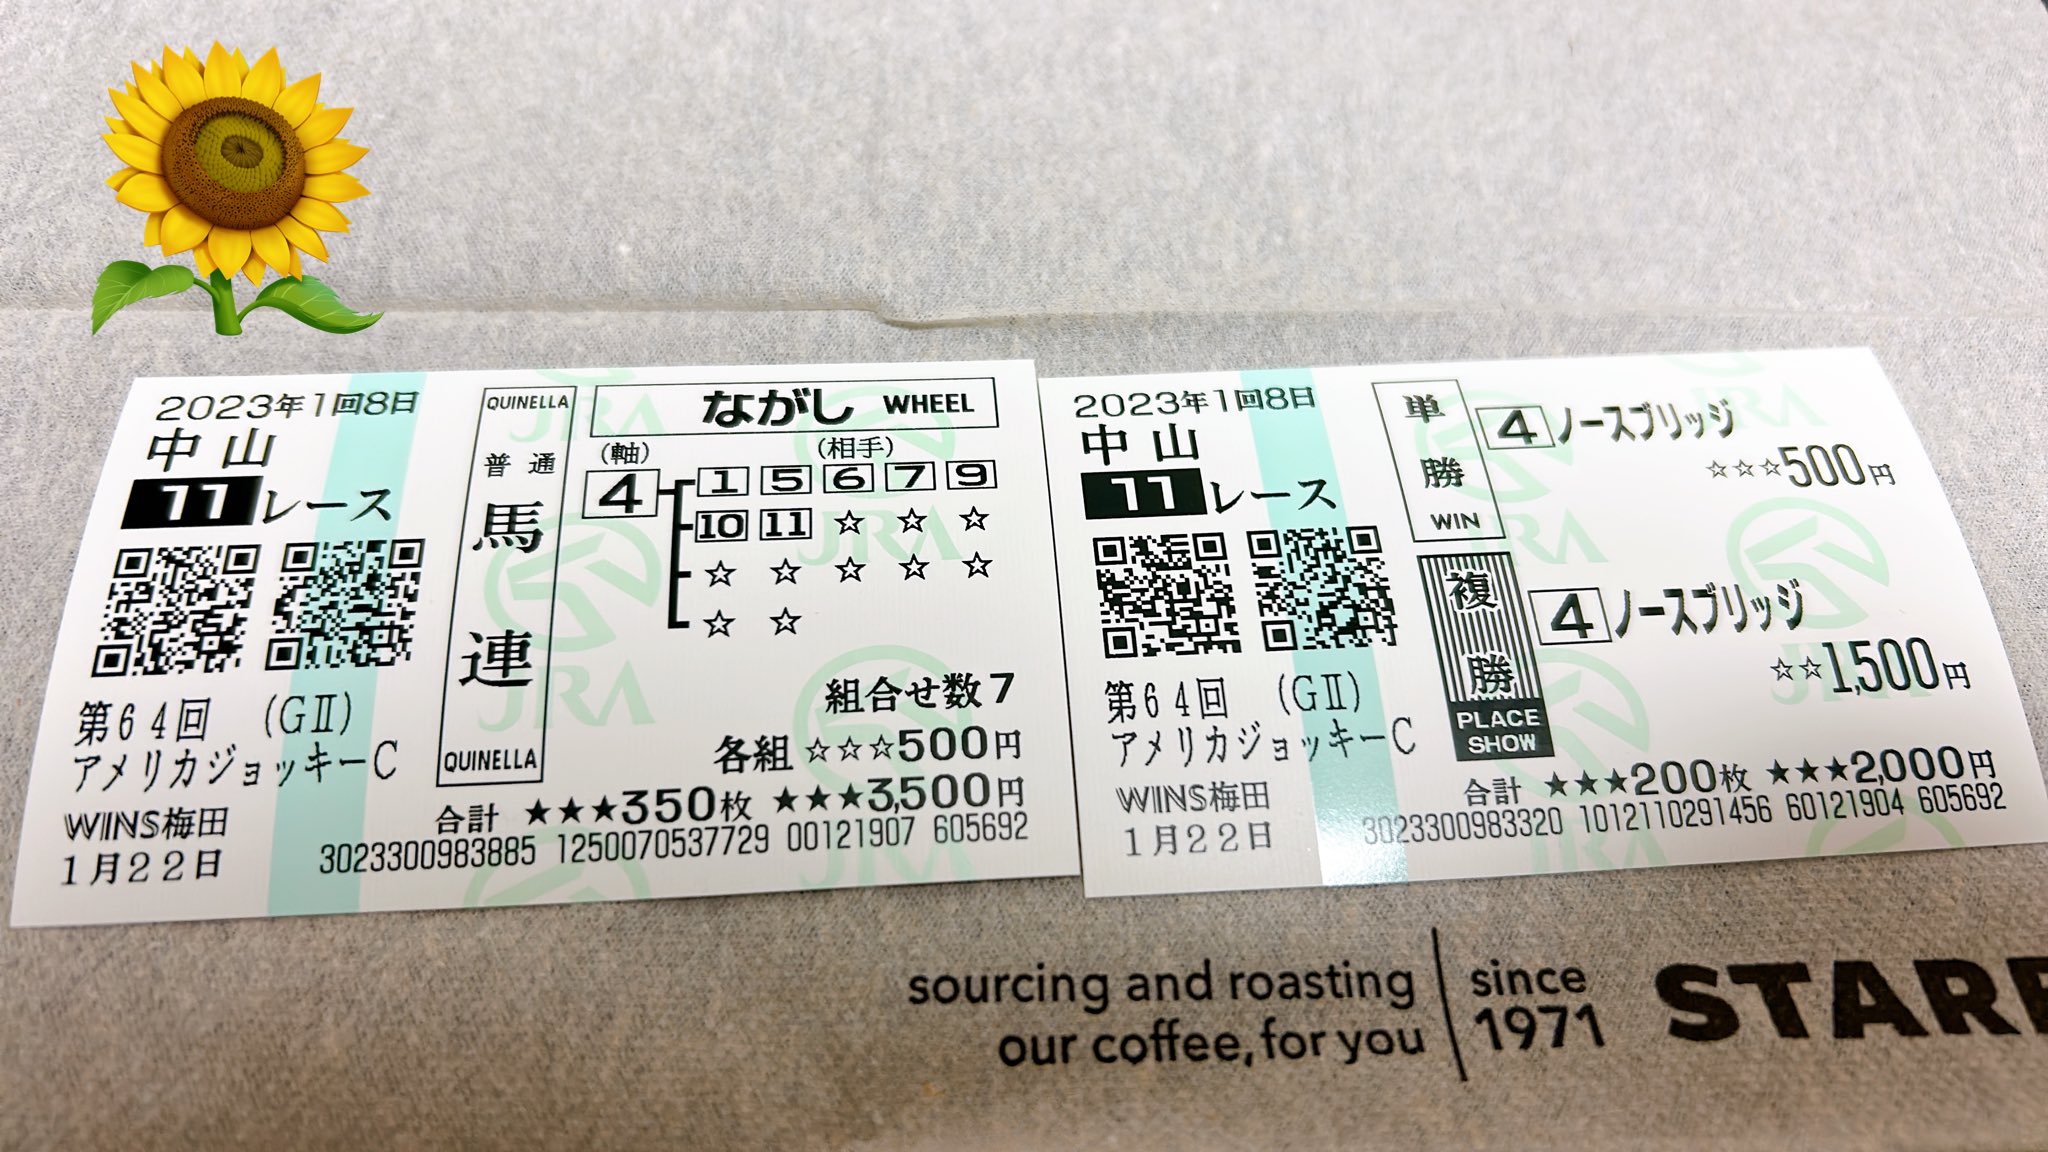 2023年1回8日
中山
11レース
第64回 (GⅡ)
アメリカジョッキーC
WINS梅田
1月22日
QUINELLA
普通
馬連
QUINELLA
ながし WHEEL
(軸) (相手)
4 1 5 6 7 9
10 11 ☆ ☆ ☆
☆ ☆ ☆ ☆ ☆
☆ ☆
組合せ数7
各組 ☆☆☆500円
合計 ★★★350枚 ★★★3,500円
3023300983885 1250070537729 00121907 605692
JRA
2023年1回8日
中山
11レース
第64回 (GⅡ)
アメリカジョッキーC
WINS梅田
1月22日
単勝
WIN
4 ノースブリッジ
☆☆☆500円
複勝
PLACE
SHOW
4 ノースブリッジ
☆☆1,500円
合計 ★★★200枚 ★★★2,000円
3023300983320 1012110291456 60121904 605692
JRA
sourcing and roasting
our coffee, for you
since
1971